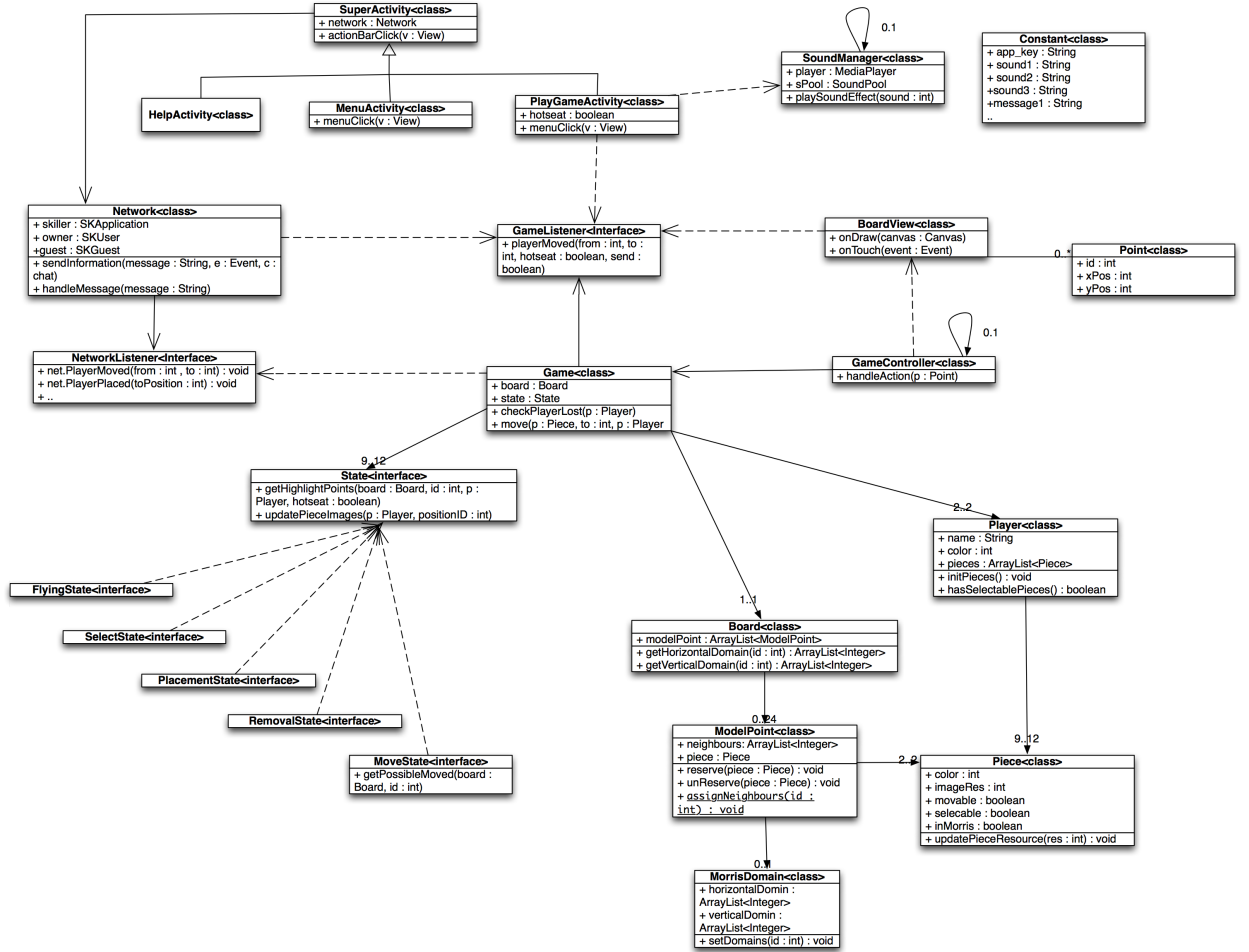 SuperActivity<class>
+ network : Network
+ actionBarClick(v : View)
0.1
SoundManager<class>
+ player : MediaPlayer
+ sPool : SoundPool
+ playSoundEffect(sound : int)
Constant<class>
+ app_key : String
+ sound1 : String
+ sound2 : String
+sound3 : String
+message1 : String
..
HelpActivity<class>
MenuActivity<class>
+ menuClick(v : View)
PlayGameActivity<class>
+ hotseat : boolean
+ menuClick(v : View)
Network<class>
+ skiller : SKApplication
+ owner : SKUser
+guest : SKGuest
+ sendInformation(message : String, e : Event, c :
chat)
+ handleMessage(message : String)
GameListener<Interface>
+ playerMoved(from : int, to :
int, hotseat : boolean, send :
boolean)
BoardView<class>
+ onDraw(canvas : Canvas)
+ onTouch(event : Event)
0..*
Point<class>
+ id : int
+ xPos : int
+ yPos : int
NetworkListener<Interface>
+ net.PlayerMoved(from : int , to : int) : void
+ net.PlayerPlaced(toPosition : int) : void
+ ..
0.1
GameController<class>
+ handleAction(p : Point)
Game<class>
+ board : Board
+ state : State
+ checkPlayerLost(p : Player)
+ move(p : Piece, to : int, p : Player
9..12
State<interface>
+ getHighlightPoints(board : Board, id : int, p :
Player, hotseat : boolean)
+ updatePieceImages(p : Player, positionID : int)
2..2
Player<class>
+ name : String
+ color : int
+ pieces : ArrayList<Piece>
+ initPieces() : void
+ hasSelectablePieces() : boolean
FlyingState<interface>
SelectState<interface>
PlacementState<interface>
RemovalState<interface>
MoveState<interface>
+ getPossibleMoved(board :
Board, id : int)
1..1
Board<class>
+ modelPoint : ArrayList<ModelPoint>
+ getHorizontalDomain(id : int) : ArrayList<Integer>
+ getVerticalDomain(id : int) : ArrayList<Integer>
0..24
ModelPoint<class>
+ neighbours: ArrayList<Integer>
+ piece : Piece
+ reserve(piece : Piece) : void
+ unReserve(piece : Piece) : void
+ assignNeighbours(id :
int) : void
2..2
9..12
Piece<class>
+ color : int
+ imageRes : int
+ movable : boolean
+ selecable : boolean
+ inMorris : boolean
+ updatePieceResource(res : int) : void
MorrisDomain<class>
+ horizontalDomin :
ArrayList<Integer>
+ verticalDomin :
ArrayList<Integer>
+ setDomains(id : int) : void